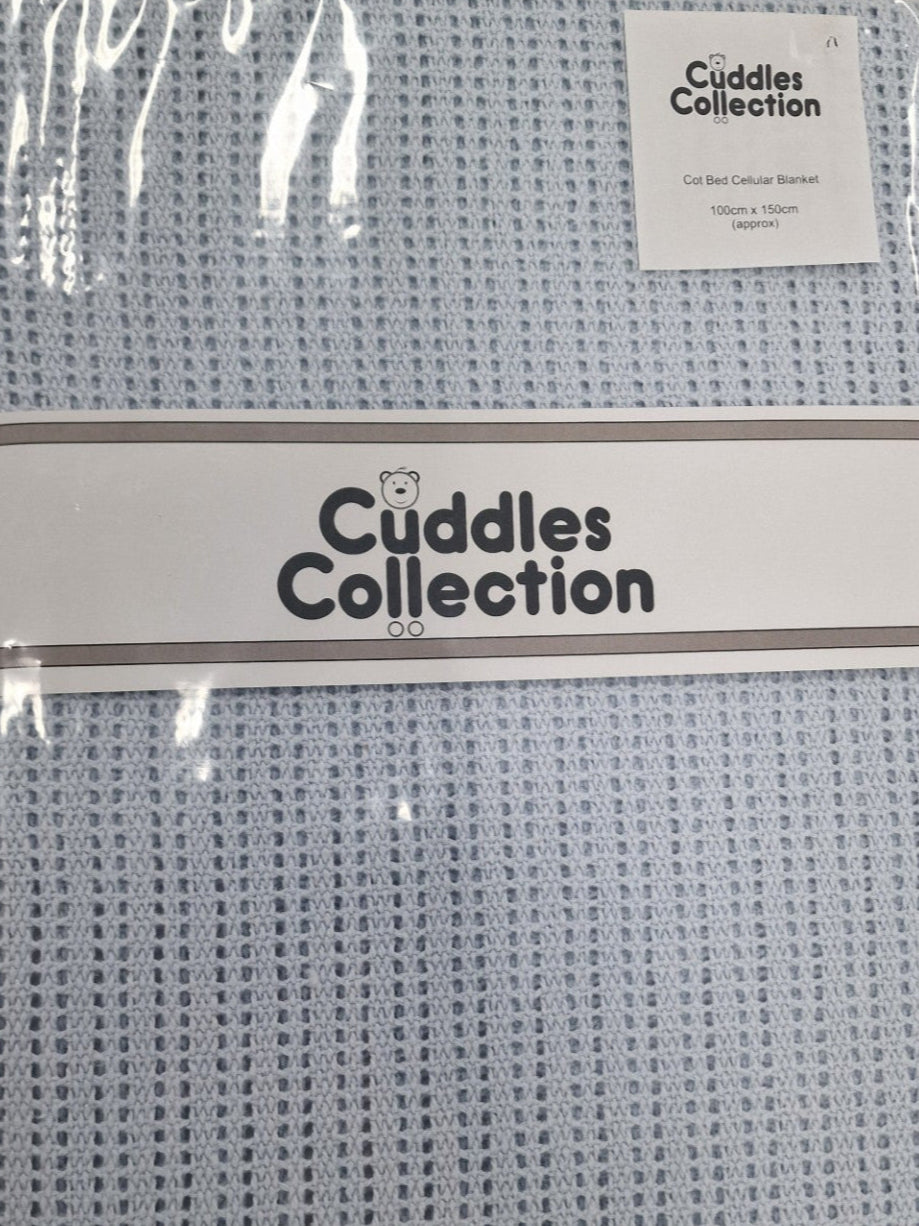 Cuddles
Collection
Cot Bed Cellular Blanket
100cm x 150cm
(approx)
Cuddles
Collection